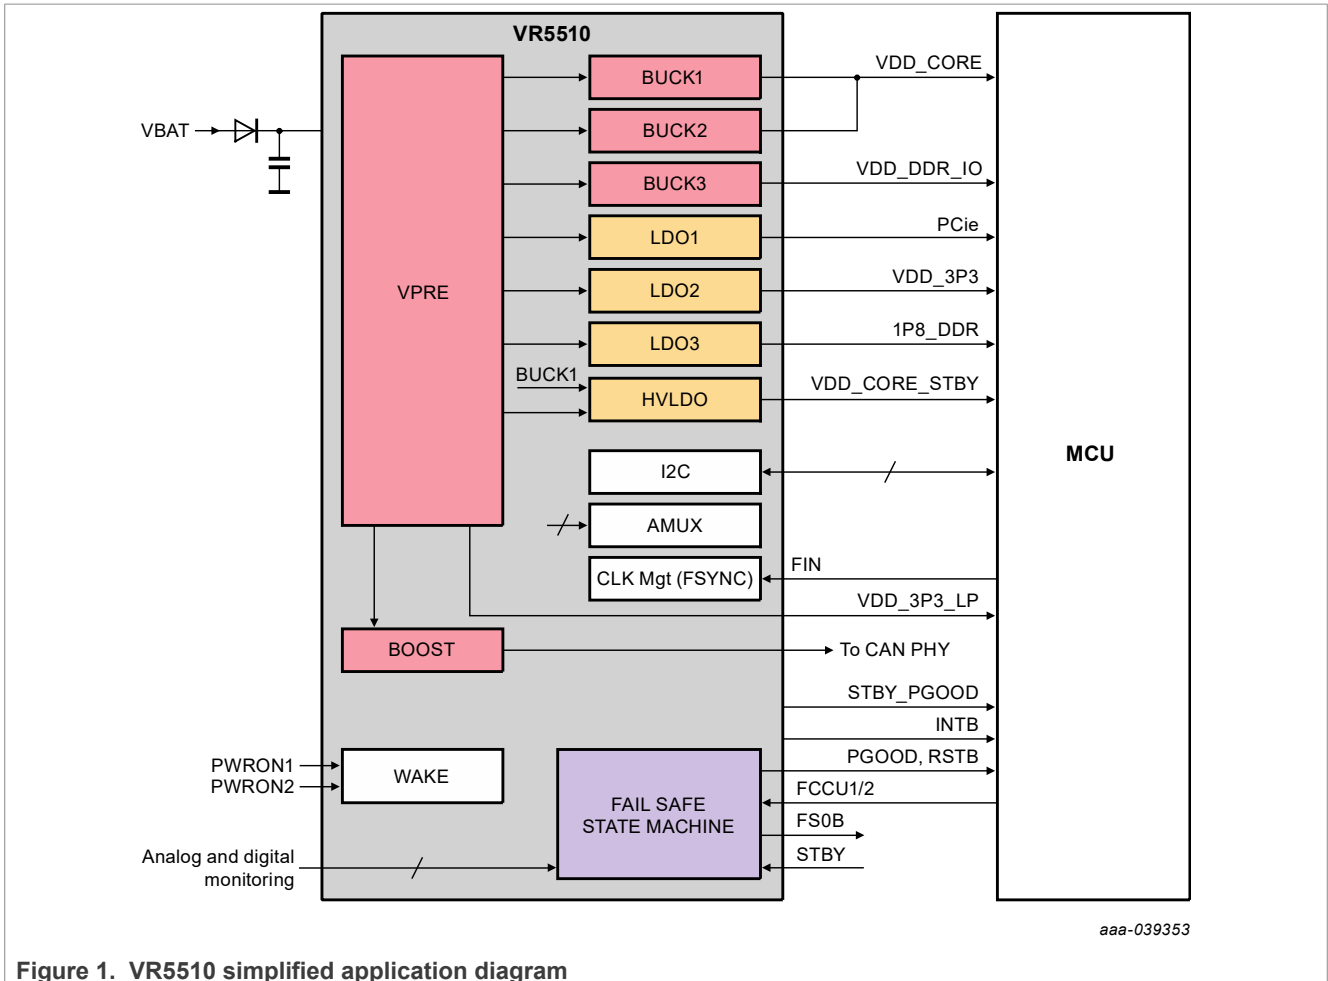 VR5510
BUCK1
VDD_CORE
VBAT
BUCK2
BUCK3
VDD_DDR_IO
LDO1
PCie
VPRE
LDO2
VDD_3P3
LDO3
1P8_DDR
BUCK1
HVLDO
VDD_CORE_STBY
MCU
I2C
AMUX
CLK Mgt (FSYNC)
FIN
VDD_3P3_LP
BOOST
To CAN PHY
STBY_PGOOD
INTB
PWRON1
PWRON2
WAKE
PGOOD, RSTB
FAIL SAFE
STATE MACHINE
FCCU1/2
FS0B
STBY
Analog and digital
monitoring
aaa-039353
Figure 1. VR5510 simplified application diagram